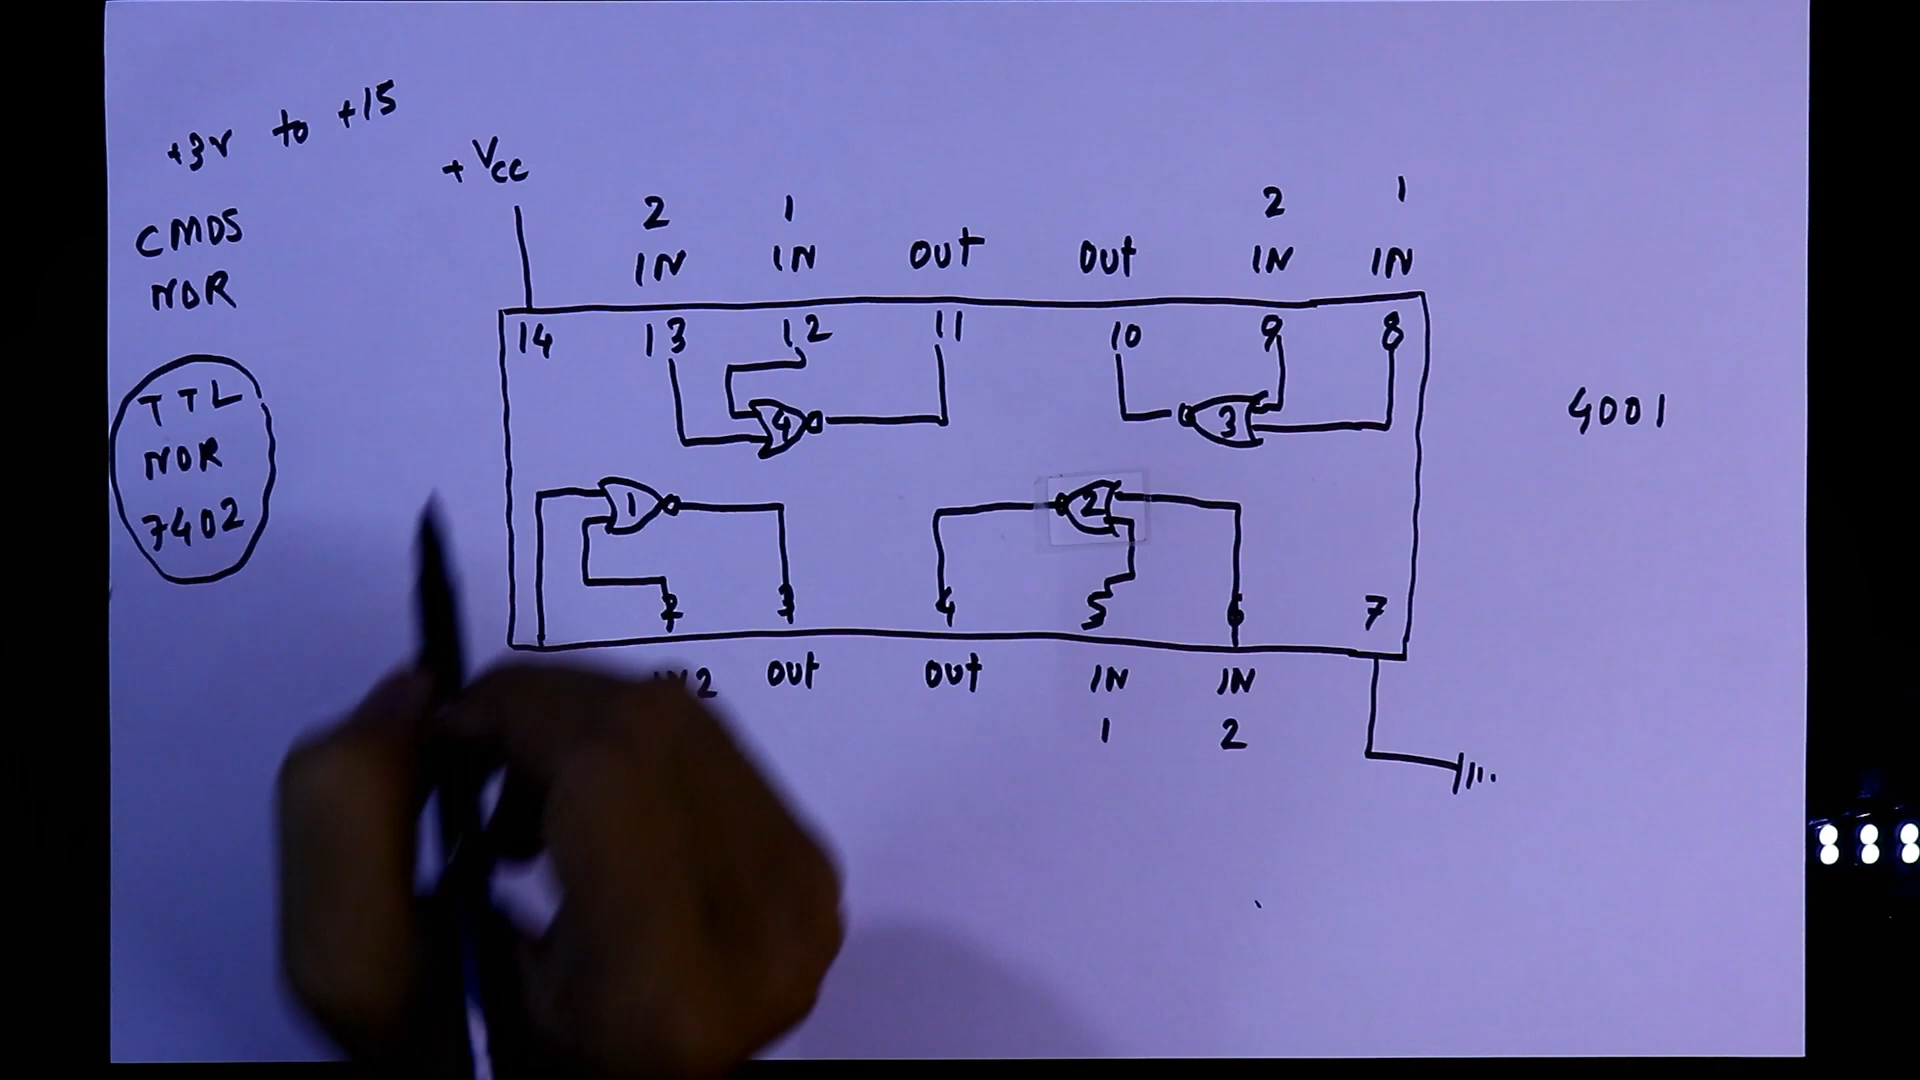 +3v to +15
+Vcc
CMOS
NOR
TTL
NOR
7402
2 1 2 1
IN IN OUT OUT IN IN
14 13 12 11 10 9 8
4 3
4001
1 2
2 3 4 5 6 7
IN2 OUT OUT IN IN
1 2